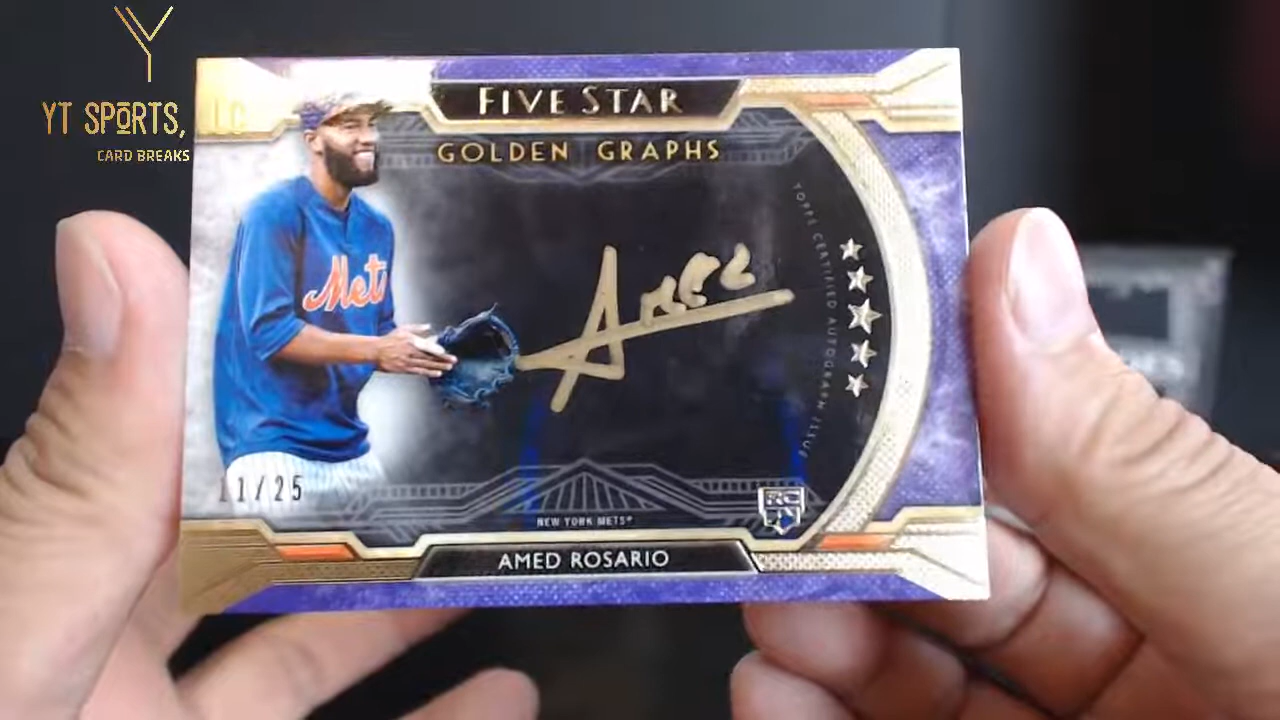 YT SPORTS, LLC
CARD BREAKS
FIVE STAR
GOLDEN GRAPHS
Mets
TOPPS CERTIFIED AUTOGRAPH ISSUE
11/25
NEW YORK METS®
RC
AMED ROSARIO